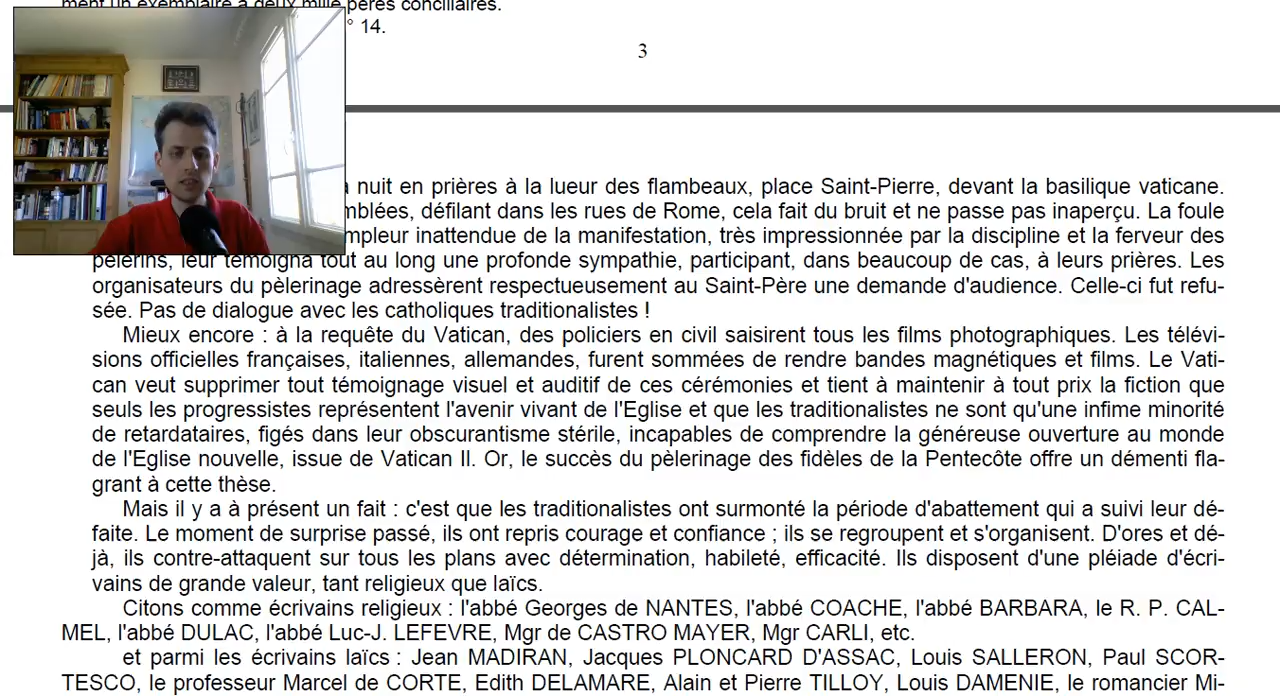 ment un exemplaire à deux mille pères conciliaires.
° 14.
3
nuit en prières à la lueur des flambeaux, place Saint-Pierre, devant la basilique vaticane.
mblées, défilant dans les rues de Rome, cela fait du bruit et ne passe pas inaperçu. La foule
mpleur inattendue de la manifestation, très impressionnée par la discipline et la ferveur des
pèlerins, leur témoigna tout au long une profonde sympathie, participant, dans beaucoup de cas, à leurs prières. Les
organisateurs du pèlerinage adressèrent respectueusement au Saint-Père une demande d'audience. Celle-ci fut refu-
sée. Pas de dialogue avec les catholiques traditionalistes !
Mieux encore : à la requête du Vatican, des policiers en civil saisirent tous les films photographiques. Les télévi-
sions officielles françaises, italiennes, allemandes, furent sommées de rendre bandes magnétiques et films. Le Vati-
can veut supprimer tout témoignage visuel et auditif de ces cérémonies et tient à maintenir à tout prix la fiction que
seuls les progressistes représentent l'avenir vivant de l'Eglise et que les traditionalistes ne sont qu'une infime minorité
de retardataires, figés dans leur obscurantisme stérile, incapables de comprendre la généreuse ouverture au monde
de l'Eglise nouvelle, issue de Vatican II. Or, le succès du pèlerinage des fidèles de la Pentecôte offre un démenti fla-
grant à cette thèse.
Mais il y a à présent un fait : c'est que les traditionalistes ont surmonté la période d'abattement qui a suivi leur dé-
faite. Le moment de surprise passé, ils ont repris courage et confiance ; ils se regroupent et s'organisent. D'ores et dé-
jà, ils contre-attaquent sur tous les plans avec détermination, habileté, efficacité. Ils disposent d'une pléiade d'écri-
vains de grande valeur, tant religieux que laïcs.
Citons comme écrivains religieux : l'abbé Georges de NANTES, l'abbé COACHE, l'abbé BARBARA, le R. P. CAL-
MEL, l'abbé DULAC, l'abbé Luc-J. LEFEVRE, Mgr de CASTRO MAYER, Mgr CARLI, etc.
et parmi les écrivains laïcs : Jean MADIRAN, Jacques PLONCARD D'ASSAC, Louis SALLERON, Paul SCOR-
TESCO, le professeur Marcel de CORTE, Edith DELAMARE, Alain et Pierre TILLOY, Louis DAMENIE, le romancier Mi-